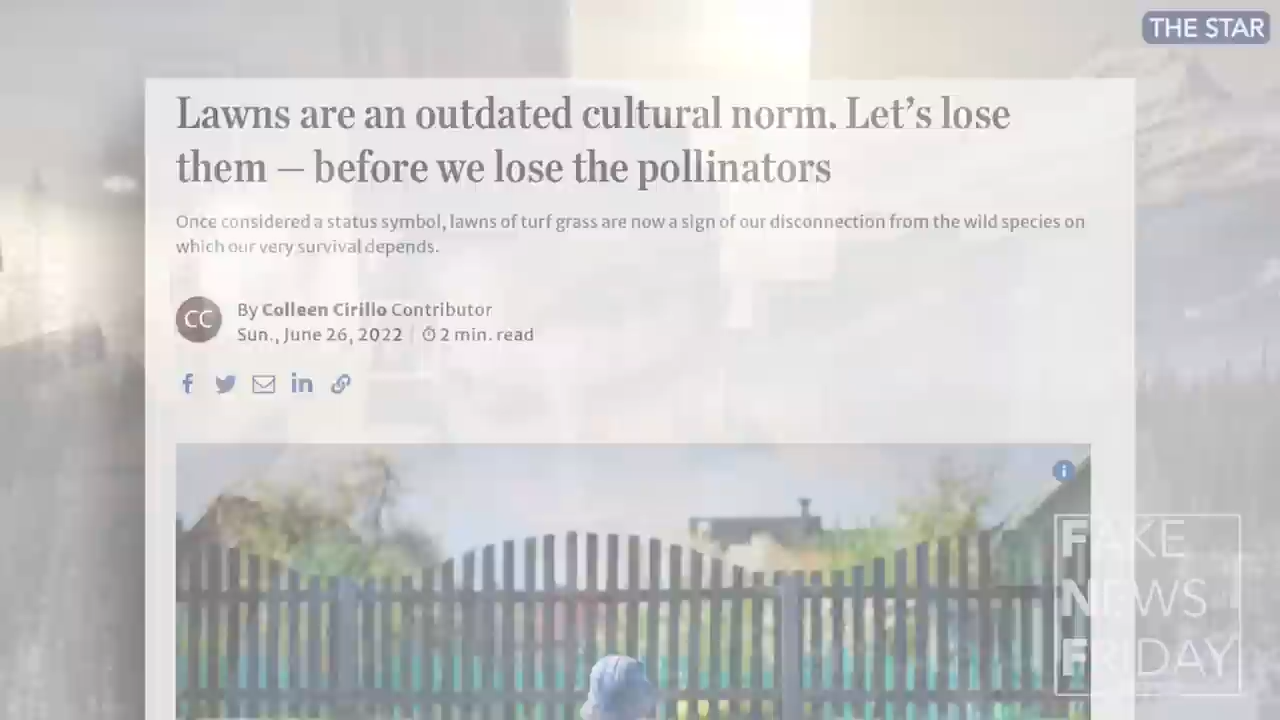 THE STAR
Lawns are an outdated cultural norm. Let's lose
them — before we lose the pollinators
Once considered a status symbol, lawns of turf grass are now a sign of our disconnection from the wild species on
which our very survival depends.
CC
By Colleen Cirillo Contributor
Sun., June 26, 2022 | 2 min. read
FAKE
NEWS
FRIDAY